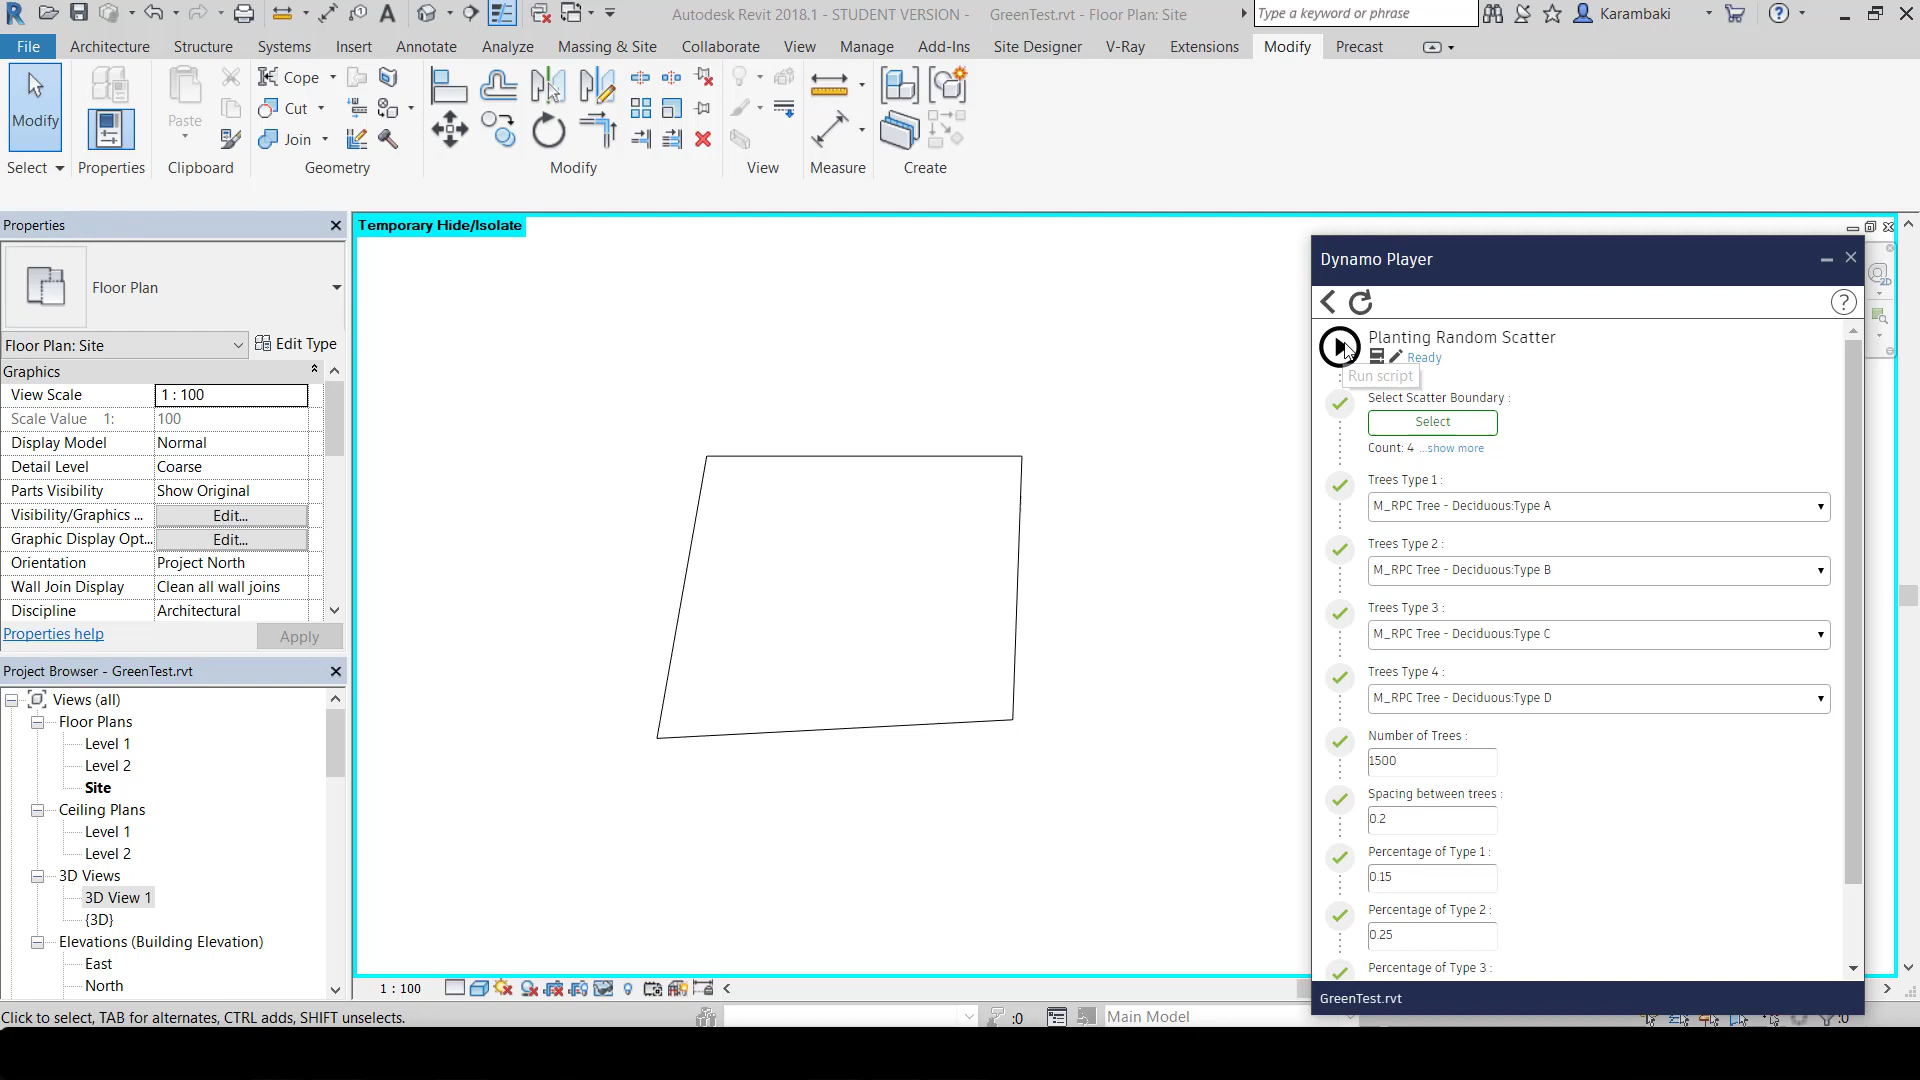 Autodesk Revit 2018.1 - STUDENT VERSION - GreenTest.rvt - Floor Plan: Site
Type a keyword or phrase
Karambaki
File Architecture Structure Systems Insert Annotate Analyze Massing & Site Collaborate View Manage Add-Ins Site Designer V-Ray Extensions Modify Precast
Modify
Paste
Cope
Cut
Join
Select Properties Clipboard Geometry Modify View Measure Create
Properties
Floor Plan
Floor Plan: Site
Edit Type
Graphics
View Scale 1 : 100
Scale Value 1: 100
Display Model Normal
Detail Level Coarse
Parts Visibility Show Original
Visibility/Graphics ... Edit...
Graphic Display Opt... Edit...
Orientation Project North
Wall Join Display Clean all wall joins
Discipline Architectural
Properties help
Apply
Project Browser - GreenTest.rvt
Views (all)
Floor Plans
Level 1
Level 2
Site
Ceiling Plans
Level 1
Level 2
3D Views
3D View 1
{3D}
Elevations (Building Elevation)
East
North
Temporary Hide/Isolate
2D
Dynamo Player
Planting Random Scatter
Ready
Run script
Select Scatter Boundary :
Select
Count: 4 ...show more
Trees Type 1 :
M_RPC Tree - Deciduous:Type A
Trees Type 2 :
M_RPC Tree - Deciduous:Type B
Trees Type 3 :
M_RPC Tree - Deciduous:Type C
Trees Type 4 :
M_RPC Tree - Deciduous:Type D
Number of Trees :
1500
Spacing between trees :
0.2
Percentage of Type 1 :
0.15
Percentage of Type 2 :
0.25
Percentage of Type 3 :
GreenTest.rvt
1 : 100
Click to select, TAB for alternates, CTRL adds, SHIFT unselects.
:0
Main Model
:0